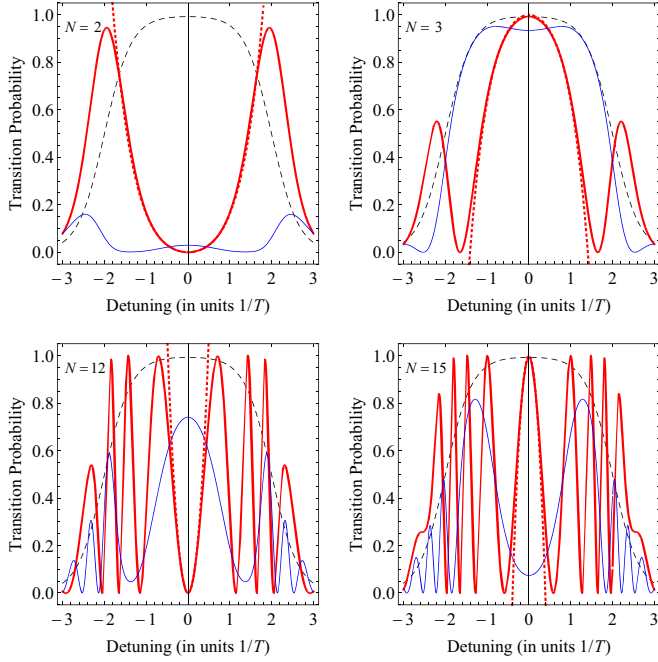 N = 2
Transition Probability
1.0
0.8
0.6
0.4
0.2
0.0
−3 −2 −1 0 1 2 3
Detuning (in units 1/T)
N = 3
Transition Probability
1.0
0.8
0.6
0.4
0.2
0.0
−3 −2 −1 0 1 2 3
Detuning (in units 1/T)
N = 12
Transition Probability
1.0
0.8
0.6
0.4
0.2
0.0
−3 −2 −1 0 1 2 3
Detuning (in units 1/T)
N = 15
Transition Probability
1.0
0.8
0.6
0.4
0.2
0.0
−3 −2 −1 0 1 2 3
Detuning (in units 1/T)